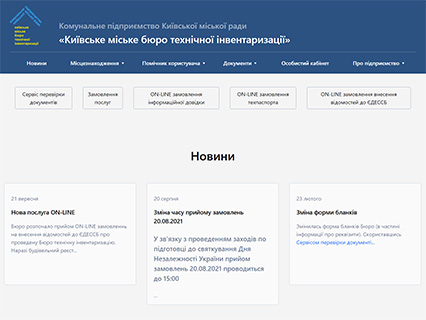 Комунальне підприємство Київської міської ради
«Київське міське бюро технічної інвентаризації»
київське
міське
бюро
технічної
інвентаризації
Новини
Місцезнаходження
Помічник користувача
Документи
Особистий кабінет
Про підприємство
Сервіс перевірки
документів
Замовлення
послуг
ON-LINE замовлення
інформаційної довідки
ON-LINE замовлення
техпаспорта
ON-LINE замовлення внесення
відомостей до ЄДЕССБ
Новини
21 вересня
Нова послуга ON-LINE
Бюро розпочало прийом ON-LINE замовлень
на внесення відомостей до ЄДЕССБ про
проведену Бюро технічну інвентаризацію.
Наразі будівельний реєст...
20 серпня
Зміна часу прийому замовлень
20.08.2021
У зв'язку з проведенням заходів по
підготовці до святкування Дня
Незалежності України прийом
замовлень 20.08.2021 проводиться
до 15:00
...
23 лютого
Зміна форми бланків
Змінились форми бланків Бюро (в частині
інформації про реквізити). Скориставшись
Сервісом перевірки документі...